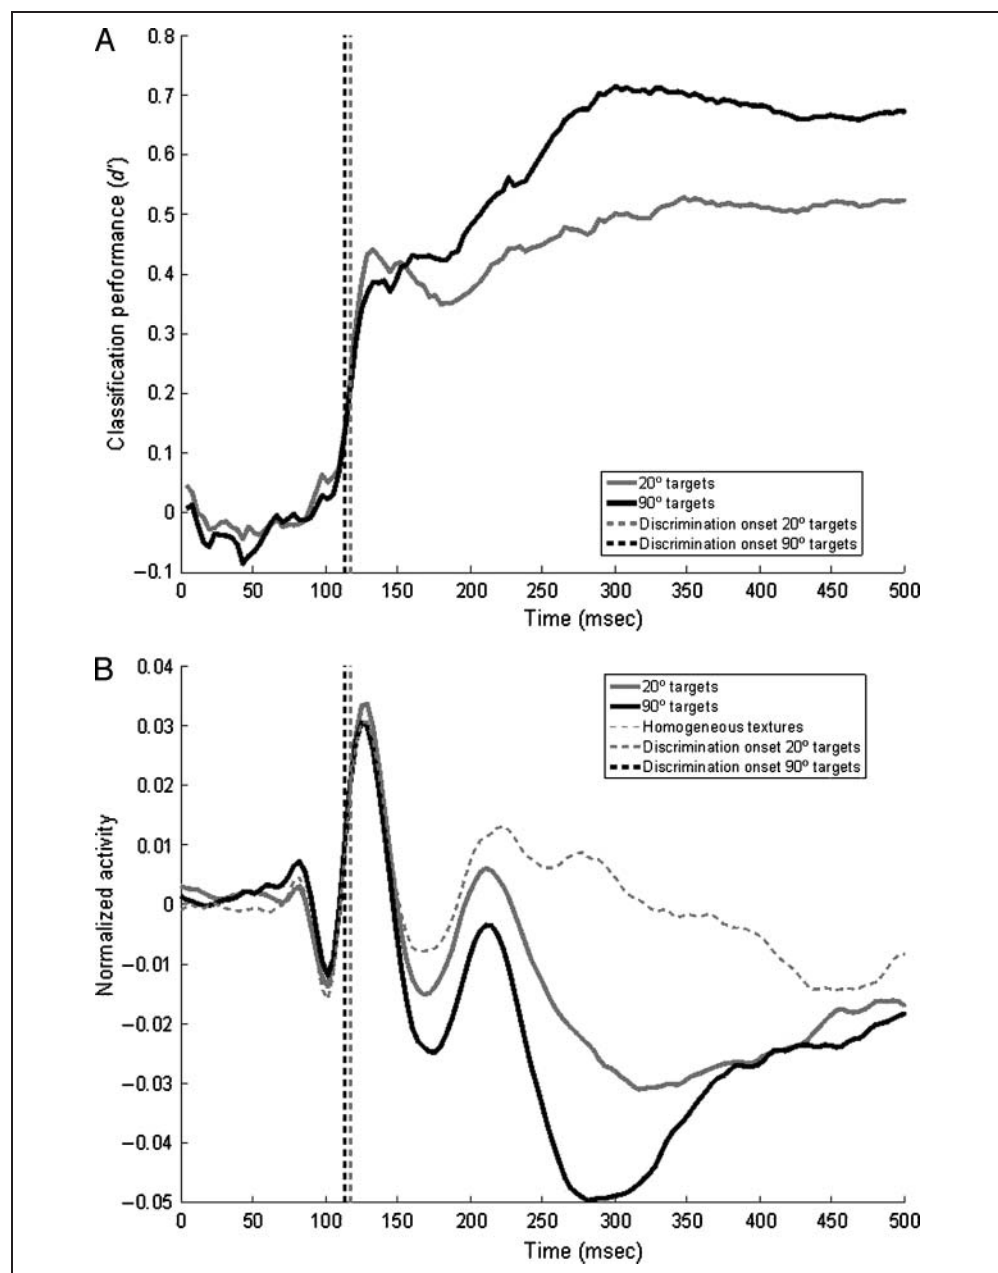 A
0.8
0.7
0.6
0.5
0.4
0.3
0.2
0.1
0
−0.1
Classification performance (d′)
20º targets
90º targets
Discrimination onset 20º targets
Discrimination onset 90º targets
0 50 100 150 200 250 300 350 400 450 500
Time (msec)
B
0.04
0.03
0.02
0.01
0
−0.01
−0.02
−0.03
−0.04
−0.05
Normalized activity
20º targets
90º targets
Homogeneous textures
Discrimination onset 20º targets
Discrimination onset 90º targets
0 50 100 150 200 250 300 350 400 450 500
Time (msec)